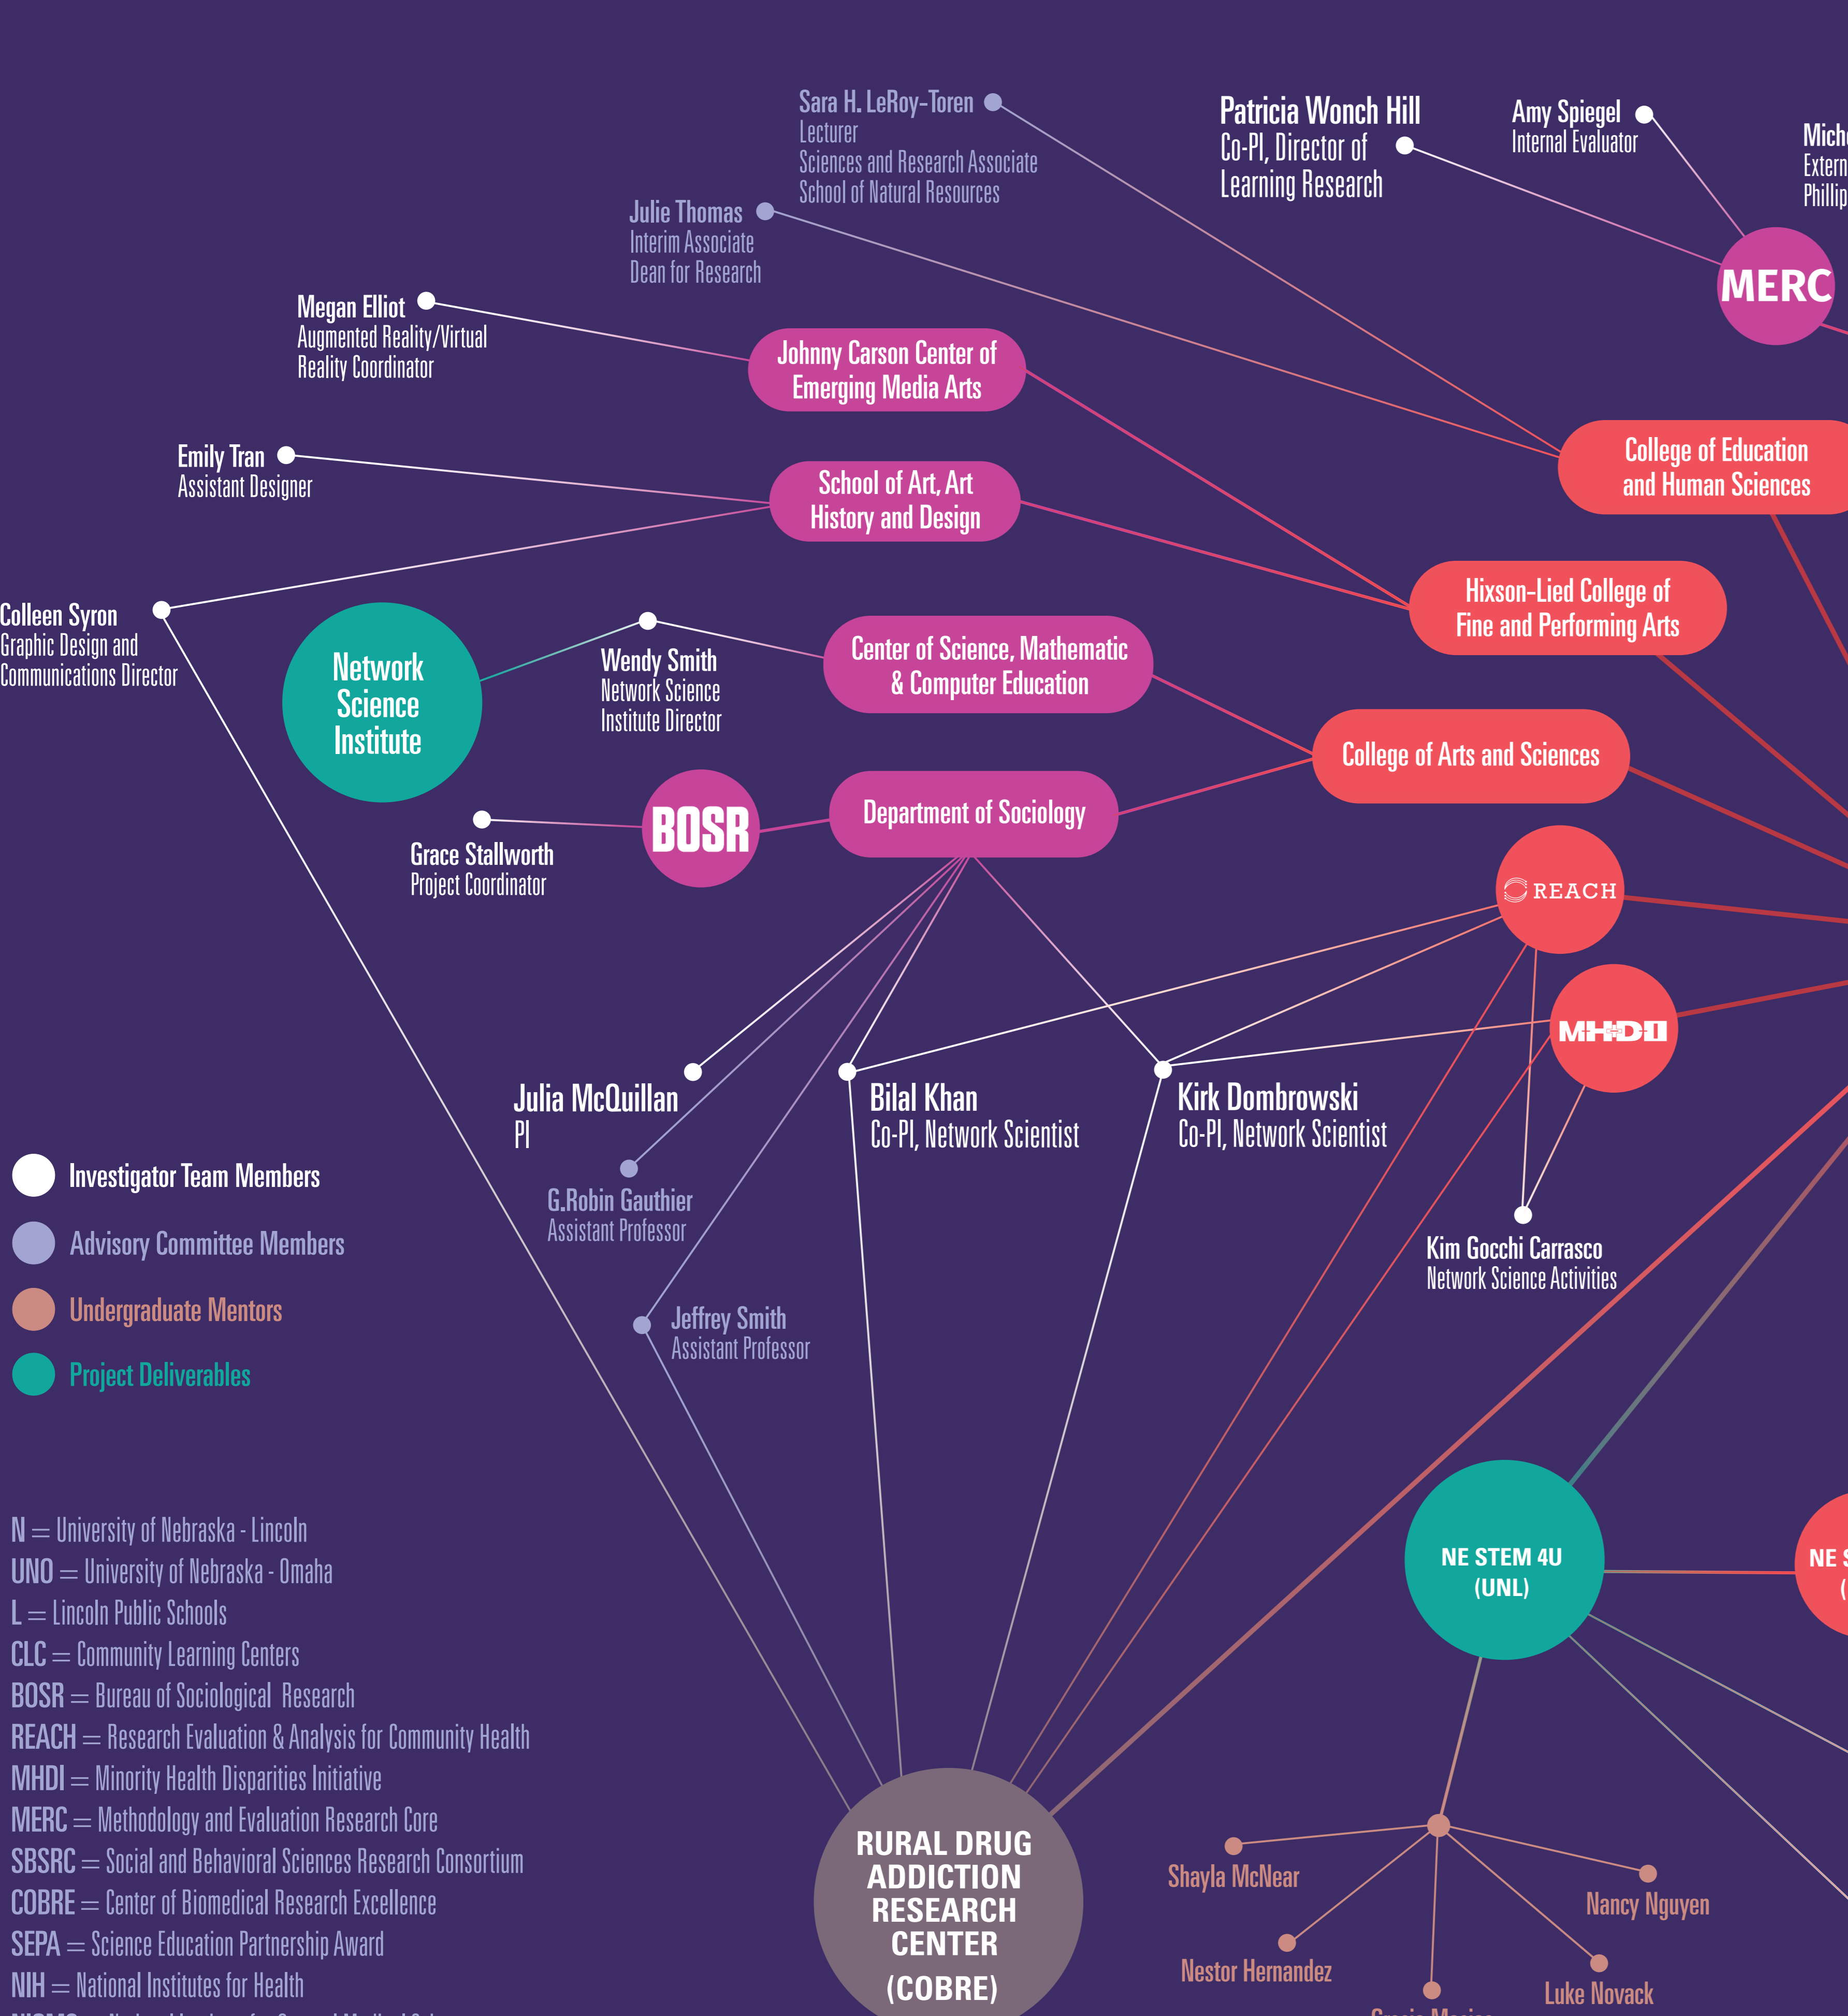 Sara H. LeRoy-Toren
Lecturer
Sciences and Research Associate
School of Natural Resources
Patricia Wonch Hill
Co-PI, Director of
Learning Research
Amy Spiegel
Internal Evaluator
Julie Thomas
Interim Associate
Dean for Research
MERC
Megan Elliot
Augmented Reality/Virtual
Reality Coordinator
Johnny Carson Center of
Emerging Media Arts
Emily Tran
Assistant Designer
School of Art, Art
History and Design
College of Education
and Human Sciences
Colleen Syron
Graphic Design and
Communications Director
Network
Science
Institute
Wendy Smith
Network Science
Institute Director
Center of Science, Mathematic
& Computer Education
Hixson-Lied College of
Fine and Performing Arts
College of Arts and Sciences
Grace Stallworth
Project Coordinator
BOSR
Department of Sociology
REACH
MHDI
Julia McQuillan
PI
Bilal Khan
Co-PI, Network Scientist
Kirk Dombrowski
Co-PI, Network Scientist
G.Robin Gauthier
Assistant Professor
Kim Gocchi Carrasco
Network Science Activities
Jeffrey Smith
Assistant Professor
Investigator Team Members
Advisory Committee Members
Undergraduate Mentors
Project Deliverables
N = University of Nebraska - Lincoln
UNO = University of Nebraska - Omaha
L = Lincoln Public Schools
CLC = Community Learning Centers
BOSR = Bureau of Sociological Research
REACH = Research Evaluation & Analysis for Community Health
MHDI = Minority Health Disparities Initiative
MERC = Methodology and Evaluation Research Core
SBSRC = Social and Behavioral Sciences Research Consortium
COBRE = Center of Biomedical Research Excellence
SEPA = Science Education Partnership Award
NIH = National Institutes for Health
NE STEM 4U
(UNL)
NE
RURAL DRUG
ADDICTION
RESEARCH
CENTER
(COBRE)
Shayla McNear
Nancy Nguyen
Nestor Hernandez
Luke Novack